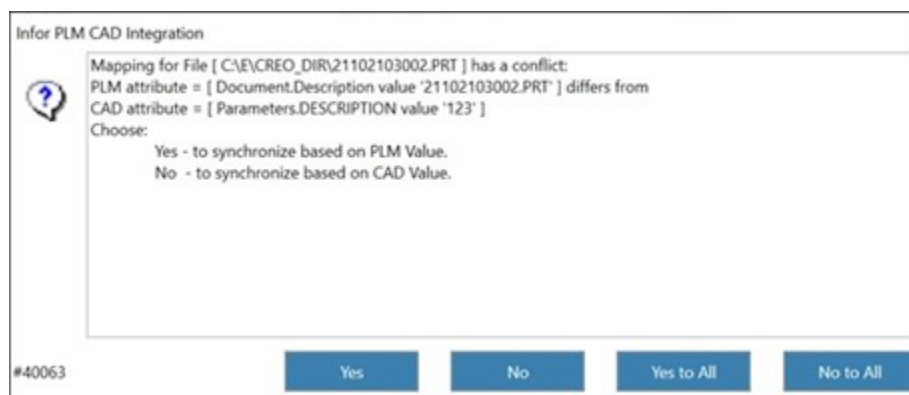 Infor PLM CAD Integration
Mapping for File [ C:\E\CREO_DIR\21102103002.PRT ] has a conflict:
PLM attribute = [ Document.Description value '21102103002.PRT' ] differs from
CAD attribute = [ Parameters.DESCRIPTION value '123' ]
Choose:
Yes - to synchronize based on PLM Value.
No - to synchronize based on CAD Value.
#40063
Yes
No
Yes to All
No to All